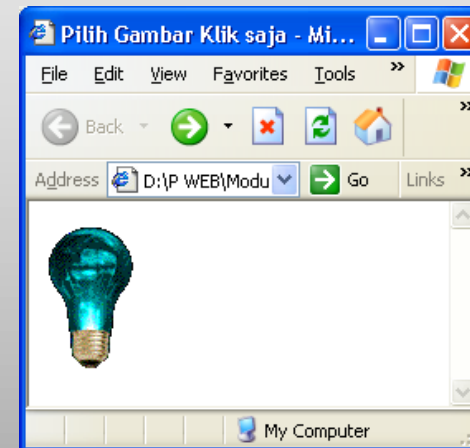 Pilih Gambar Klik saja - Mi...
File Edit View Favorites Tools »
Back »
Address D:\P WEB\Modu Go Links »
My Computer